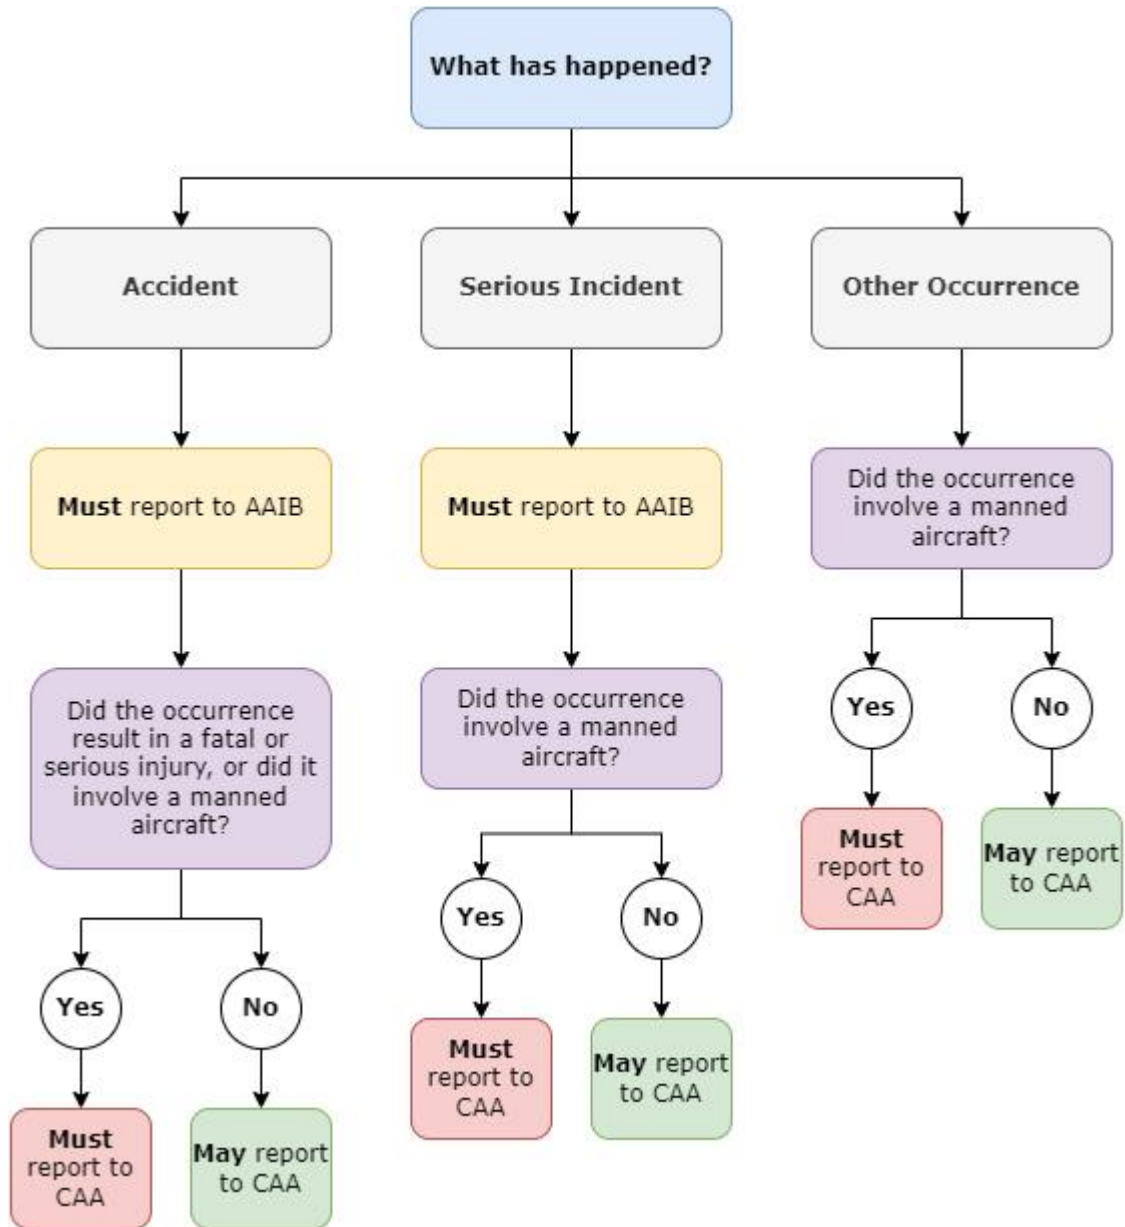 What has happened?
Accident
Serious Incident
Other Occurrence
Must report to AAIB
Must report to AAIB
Did the occurrence
involve a manned
aircraft?
Did the occurrence
result in a fatal or
serious injury, or did it
involve a manned
aircraft?
Did the occurrence
involve a manned
aircraft?
Yes
No
Must
report to
CAA
May report
to CAA
Yes
No
Must
report to
CAA
May report
to CAA
Yes
No
Must
report to
CAA
May report
to CAA